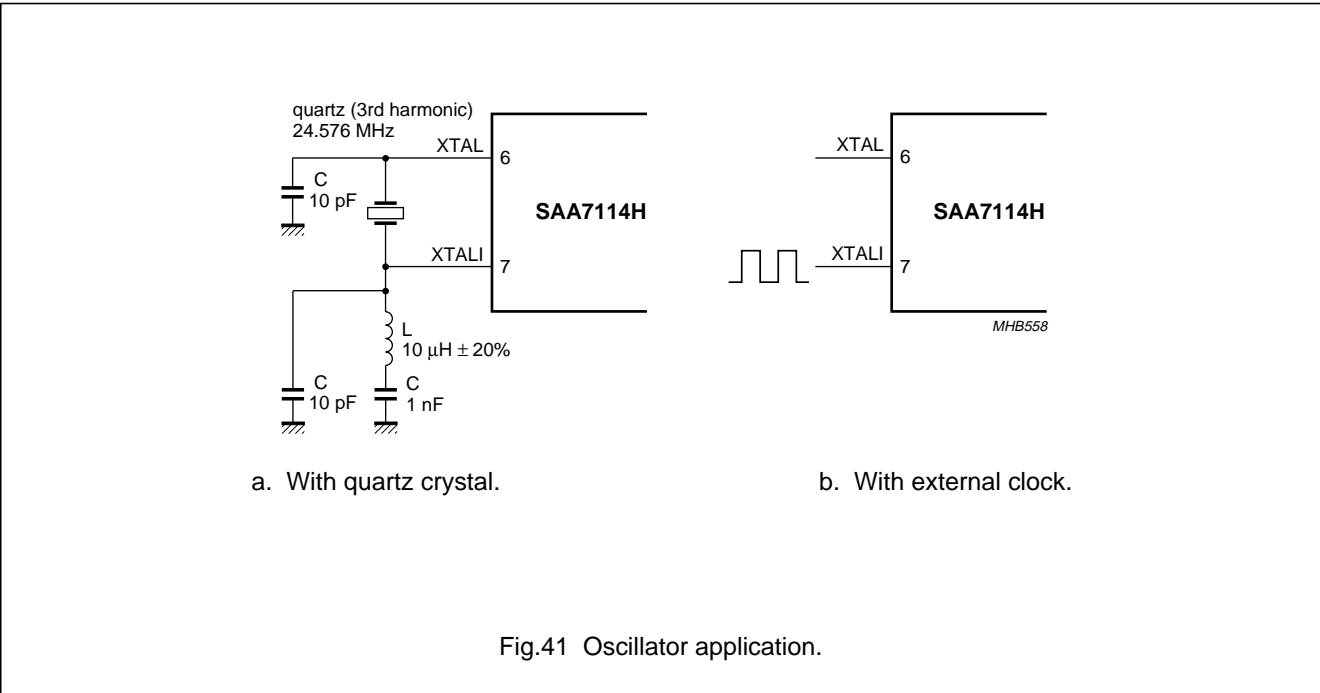 quartz (3rd harmonic)
24.576 MHz
XTAL
6
C
10 pF
SAA7114H
XTALI
7
L
10 μH ± 20%
C
10 pF
C
1 nF
XTAL
6
SAA7114H
XTALI
7
MHB558
a. With quartz crystal.
b. With external clock.
Fig.41 Oscillator application.